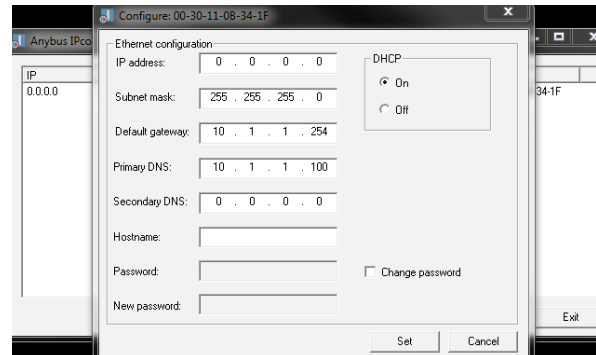 Configure: 00-30-11-0B-34-1F
x
Anybus IPco
x
Ethernet configuration
IP address: 0 . 0 . 0 . 0
DHCP
On
IP
0.0.0.0
34-1F
Subnet mask: 255 . 255 . 255 . 0
Off
Default gateway: 10 . 1 . 1 . 254
Primary DNS: 10 . 1 . 1 . 100
Secondary DNS: 0 . 0 . 0 . 0
Hostname:
Password:
Change password
New password:
Exit
Set
Cancel